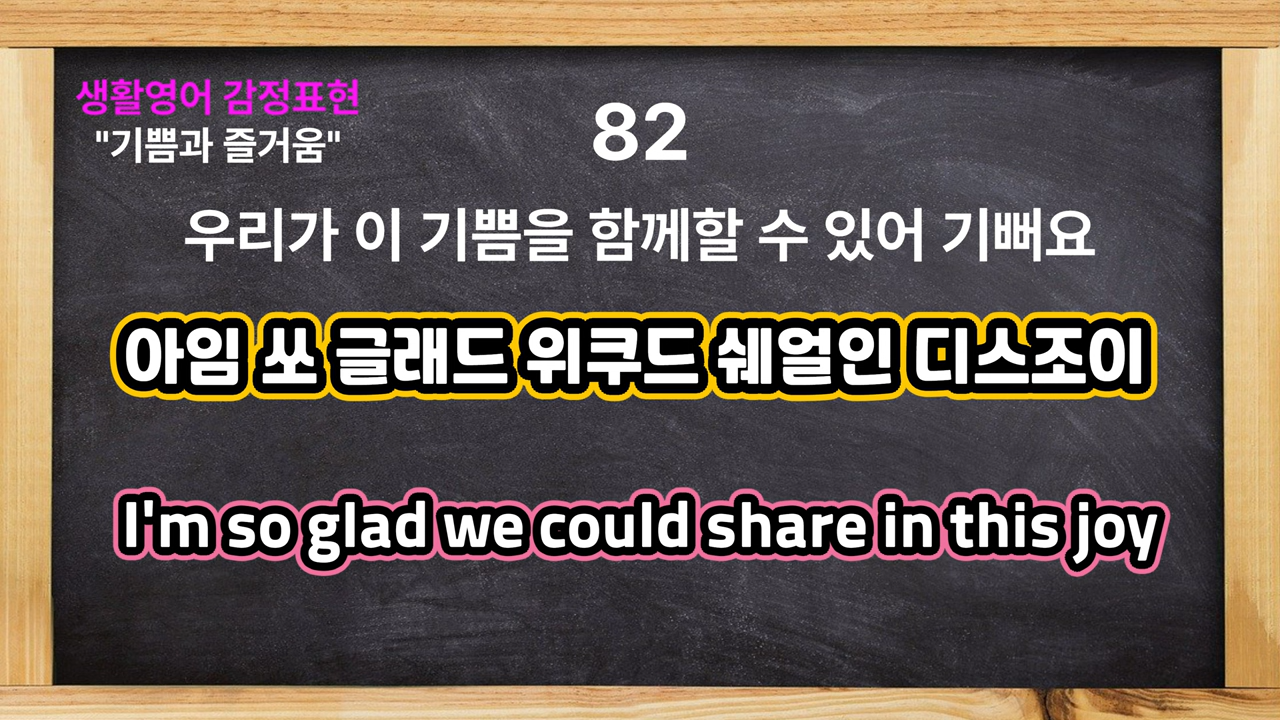 생활영어 감정표현
"기쁨과 즐거움"
82
우리가 이 기쁨을 함께할 수 있어 기뻐요
아임 쏘 글래드 위쿠드 쉐얼인 디스조이
I'm so glad we could share in this joy